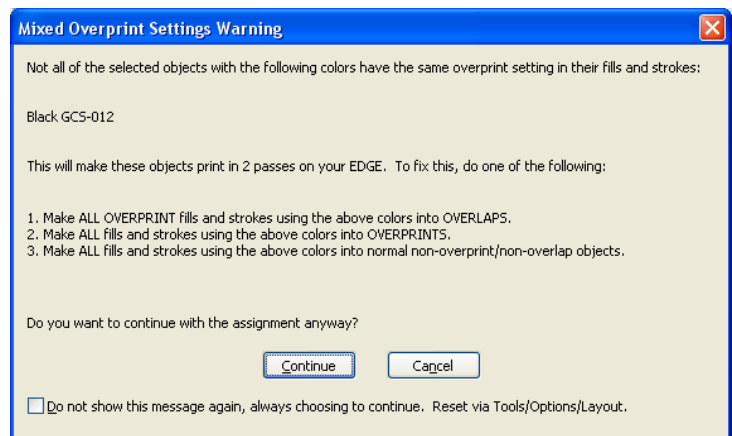 Mixed Overprint Settings Warning
Not all of the selected objects with the following colors have the same overprint setting in their fills and strokes:
Black GCS-012
This will make these objects print in 2 passes on your EDGE. To fix this, do one of the following:
1. Make ALL OVERPRINT fills and strokes using the above colors into OVERLAPS.
2. Make ALL fills and strokes using the above colors into OVERPRINTS.
3. Make ALL fills and strokes using the above colors into normal non-overprint/non-overlap objects.
Do you want to continue with the assignment anyway?
Continue Cancel
Do not show this message again, always choosing to continue. Reset via Tools/Options/Layout.